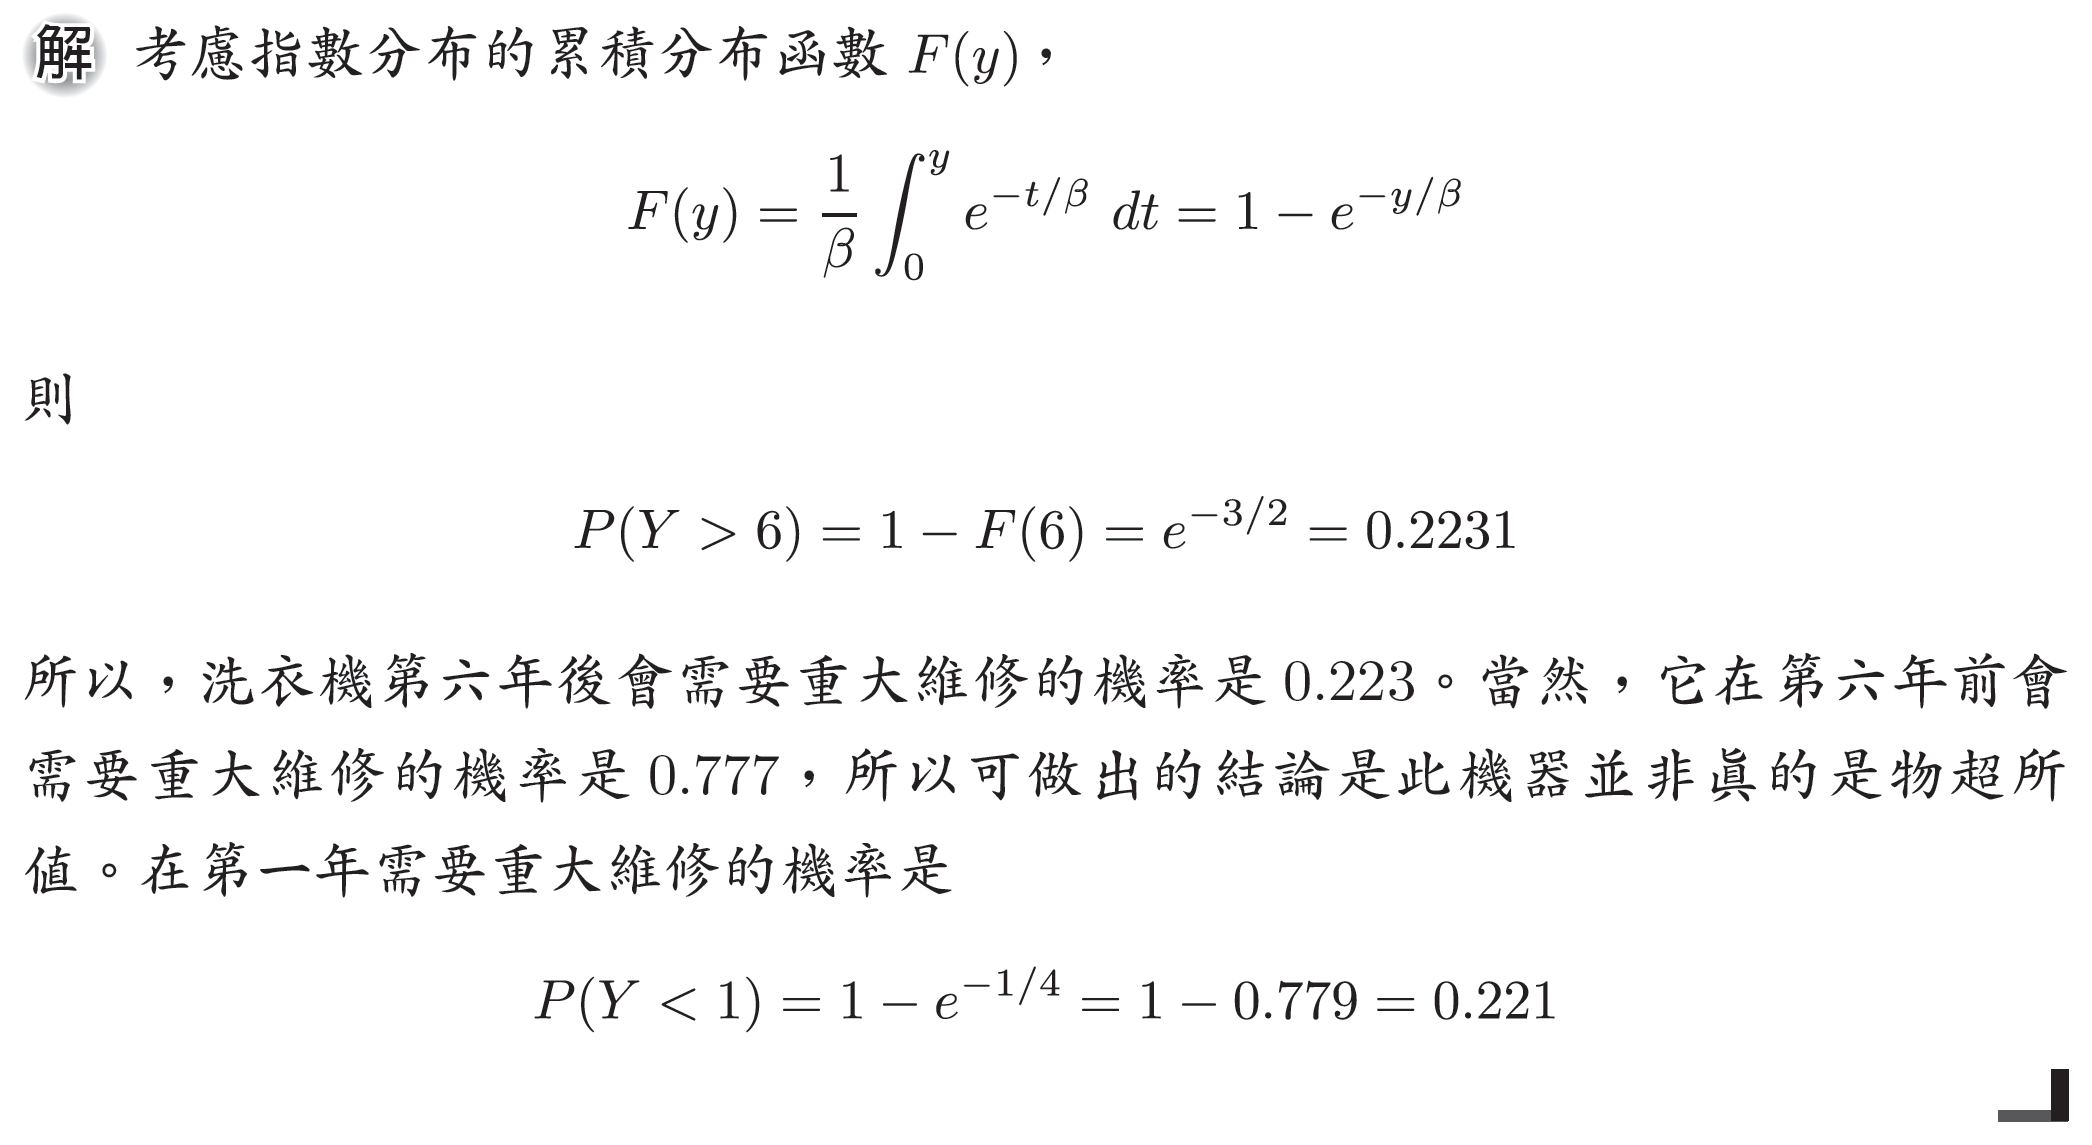 解 考慮指數分布的累積分布函數 F(y)，
F(y) = \frac{1}{β} \int_0^y e^{-t/β} dt = 1 − e^{-y/β}
則
P(Y > 6) = 1 − F(6) = e^{-3/2} = 0.2231
所以，洗衣機第六年後會需要重大維修的機率是 0.223。當然，它在第六年前會
需要重大維修的機率是 0.777，所以可做出的結論是此機器並非真的是物超所
值。在第一年需要重大維修的機率是
P(Y < 1) = 1 − e^{-1/4} = 1 − 0.779 = 0.221